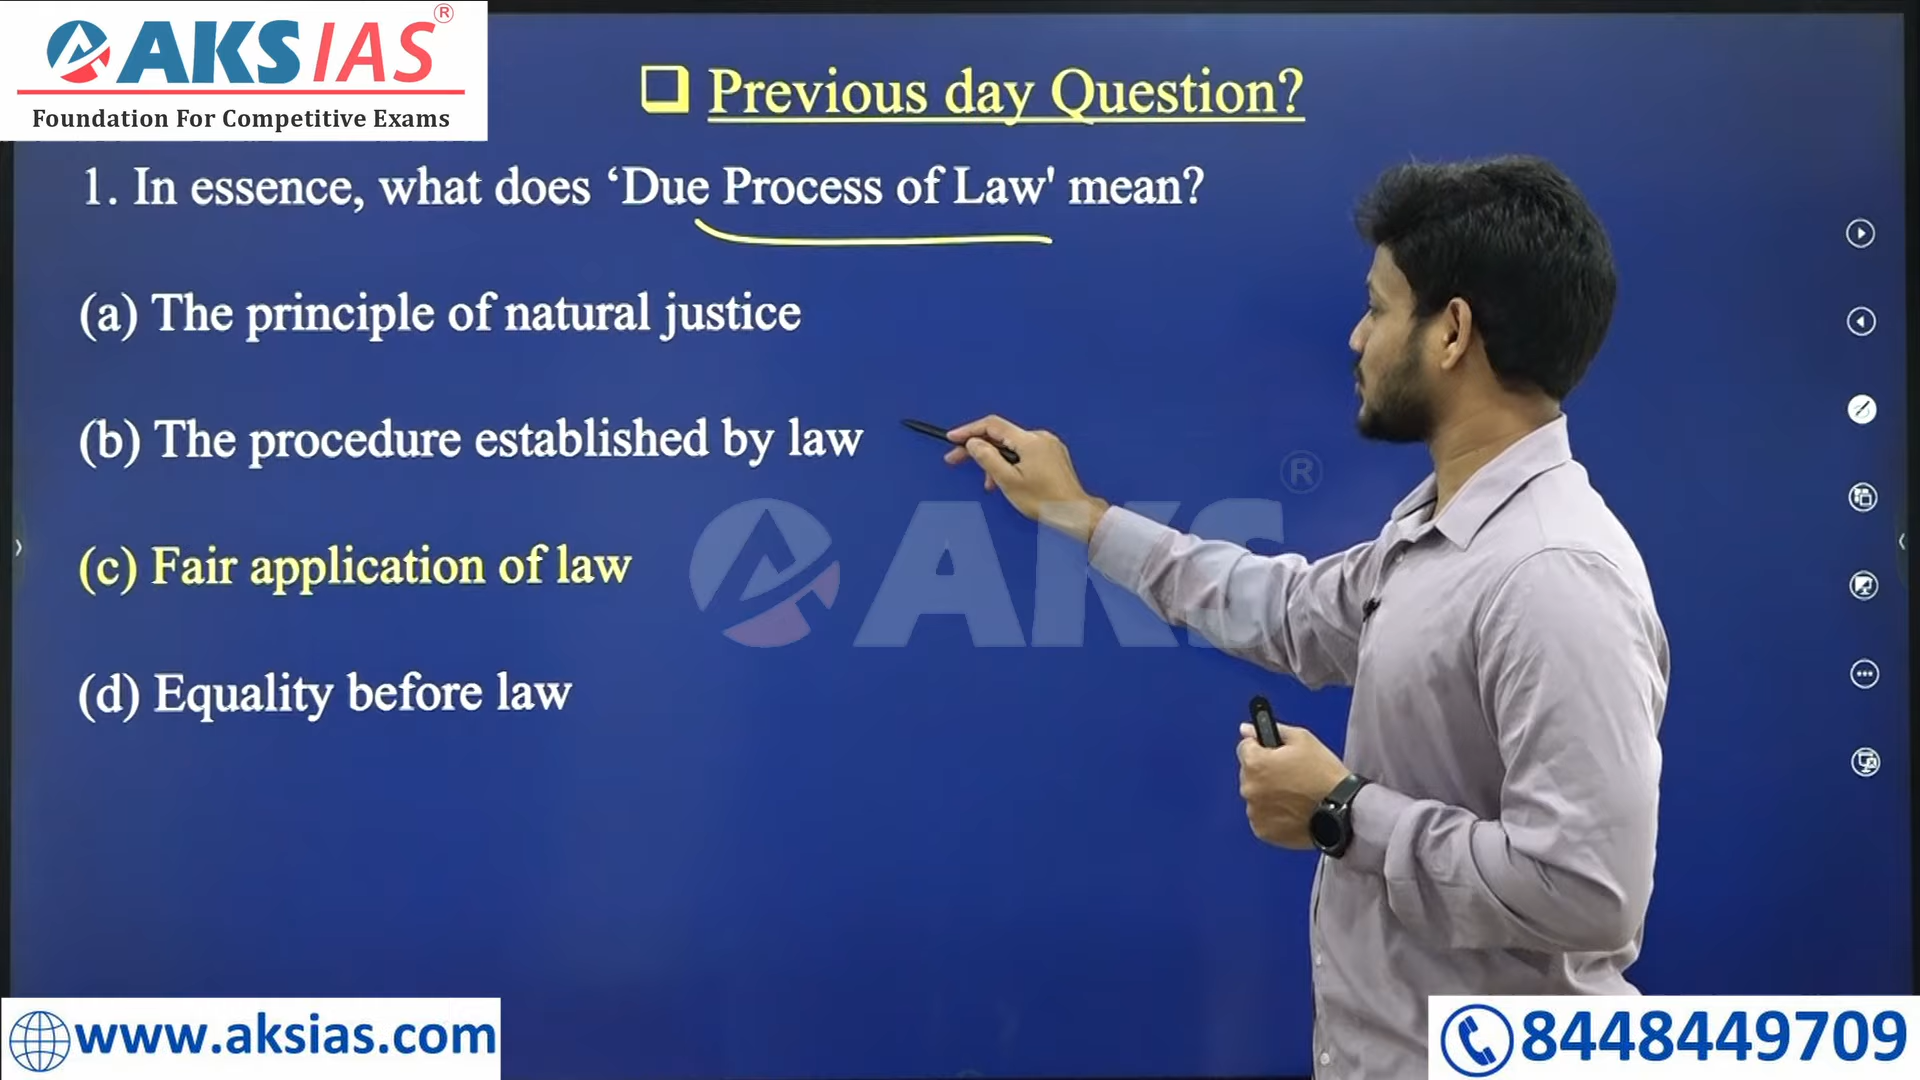 AKS IAS®
Foundation For Competitive Exams
❑ Previous day Question?
1. In essence, what does ‘Due Process of Law' mean?
(a) The principle of natural justice
(b) The procedure established by law
(c) Fair application of law
(d) Equality before law
AKS®
www.aksias.com
8448449709